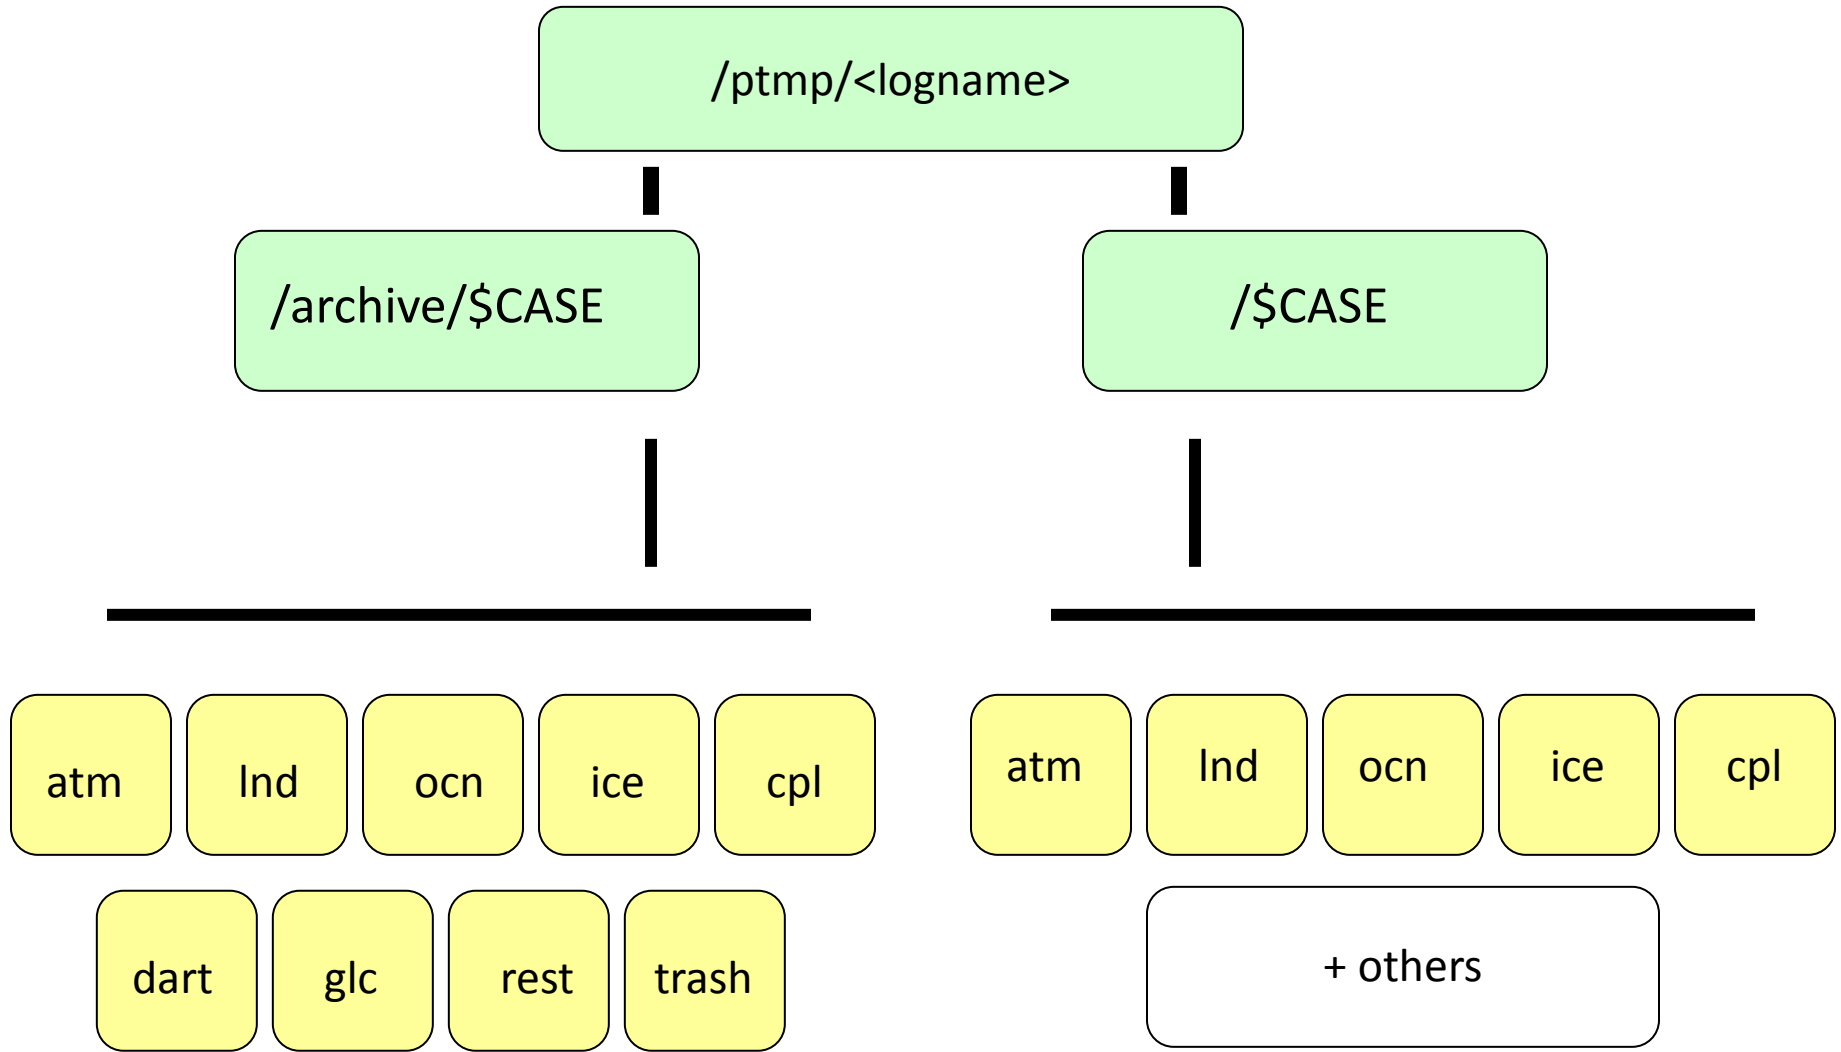 /ptmp/<logname>
/archive/$CASE
/$CASE
atm
lnd
ocn
ice
cpl
atm
lnd
ocn
ice
cpl
dart
glc
rest
trash
+ others